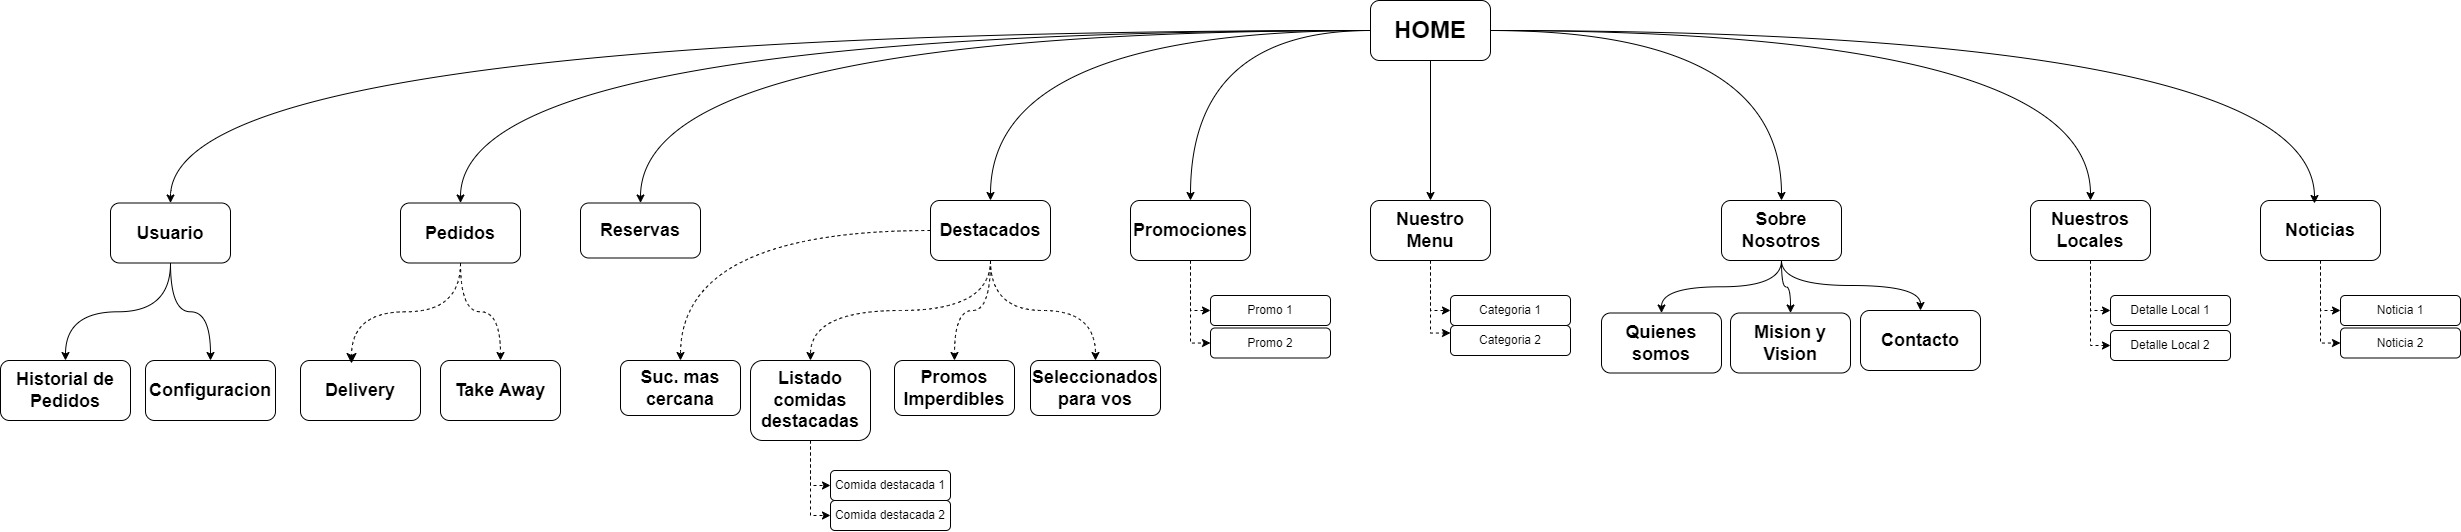 HOME
Usuario
Pedidos
Reservas
Destacados
Promociones
Nuestro
Menu
Sobre
Nosotros
Nuestros
Locales
Noticias
Promo 1
Promo 2
Categoria 1
Categoria 2
Quienes
somos
Mision y
Vision
Contacto
Detalle Local 1
Detalle Local 2
Noticia 1
Noticia 2
Historial de
Pedidos
Configuracion
Delivery
Take Away
Suc. mas
cercana
Listado
comidas
destacadas
Promos
Imperdibles
Seleccionados
para vos
Comida destacada 1
Comida destacada 2